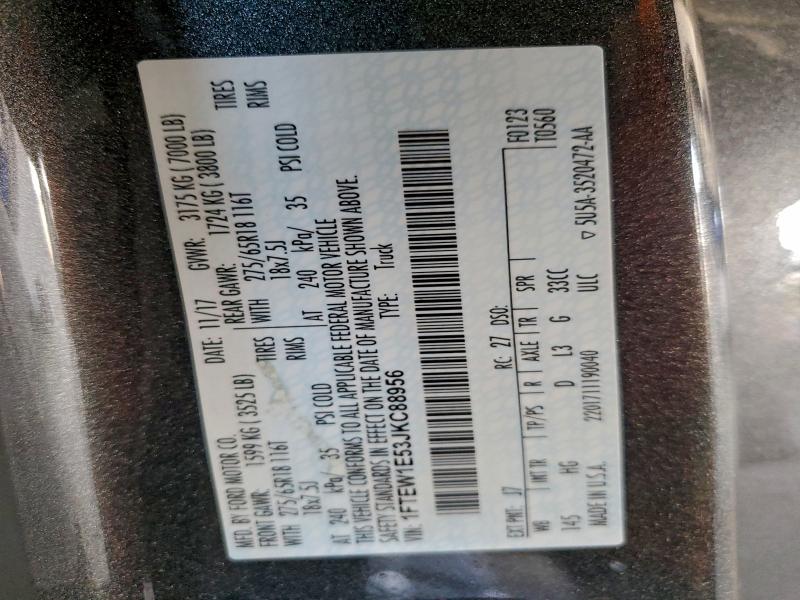 MFD. BY FORD MOTOR CO.
DATE: 11/17 GVWR: 3175 KG ( 7000 LB)
FRONT GAWR: 1599 KG ( 3525 LB) REAR GAWR: 1724 KG ( 3800 LB)
WITH 275/65R18 116T TIRES WITH 275/65R18 116T TIRES
18x7.5J RIMS 18x7.5J RIMS
AT 240 kPa/ 35 PSI COLD AT 240 kPa/ 35 PSI COLD
THIS VEHICLE CONFORMS TO ALL APPLICABLE FEDERAL MOTOR VEHICLE
SAFETY STANDARDS IN EFFECT ON THE DATE OF MANUFACTURE SHOWN ABOVE.
VIN: 1FTEW1E53JKC88956 TYPE: Truck
EXT PNT: J7 RC: 27 DSO: F0123
WB INT TR TP/PS R AXLE TR SPR T0560
145 HG D L3 G 33CC
MADE IN U.S.A. 2201711190040 ULC ▽ SU5A-3520472-AA